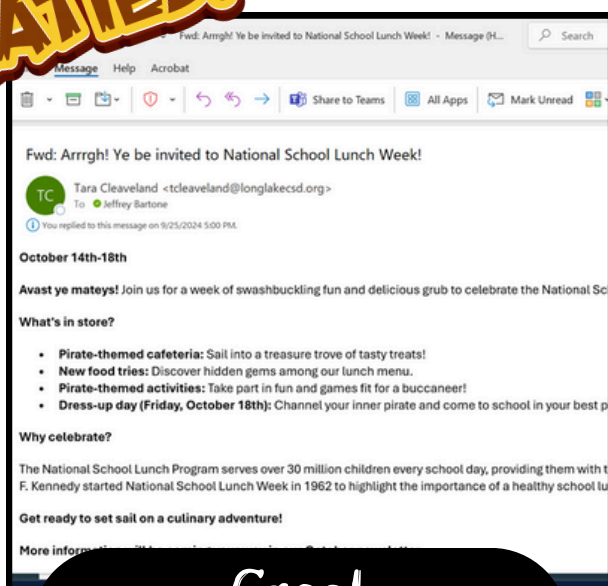 Fwd: Arrrgh! Ye be invited to National School Lunch Week! - Message (H...
Search
Message Help Acrobat
Share to Teams All Apps Mark Unread
Fwd: Arrrgh! Ye be invited to National School Lunch Week!
TC
Tara Cleaveland <tcleaveland@longlakecsd.org>
To Jeffrey Bartone
You replied to this message on 9/25/2024 5:00 PM.
October 14th-18th
Avast ye mateys! Join us for a week of swashbuckling fun and delicious grub to celebrate the National
What's in store?
• Pirate-themed cafeteria: Sail into a treasure trove of tasty treats!
• New food tries: Discover hidden gems among our lunch menu.
• Pirate-themed activities: Take part in fun and games fit for a buccaneer!
• Dress-up day (Friday, October 18th): Channel your inner pirate and come to school in your best
Why celebrate?
The National School Lunch Program serves over 30 million children every school day, providing them with
F. Kennedy started National School Lunch Week in 1962 to highlight the importance of a healthy school
Get ready to set sail on a culinary adventure!
More